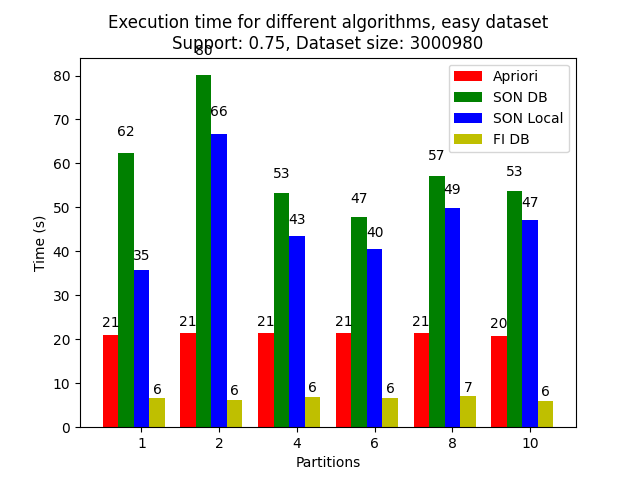 Execution time for different algorithms, easy dataset
Support: 0.75, Dataset size: 3000980
Apriori
SON DB
SON Local
FI DB
Time (s)
80
70
60
50
40
30
20
10
0
21 62 35 6
21 80 66 6
21 53 43 6
21 47 40 6
21 57 49 7
20 53 47 6
1 2 4 6 8 10
Partitions